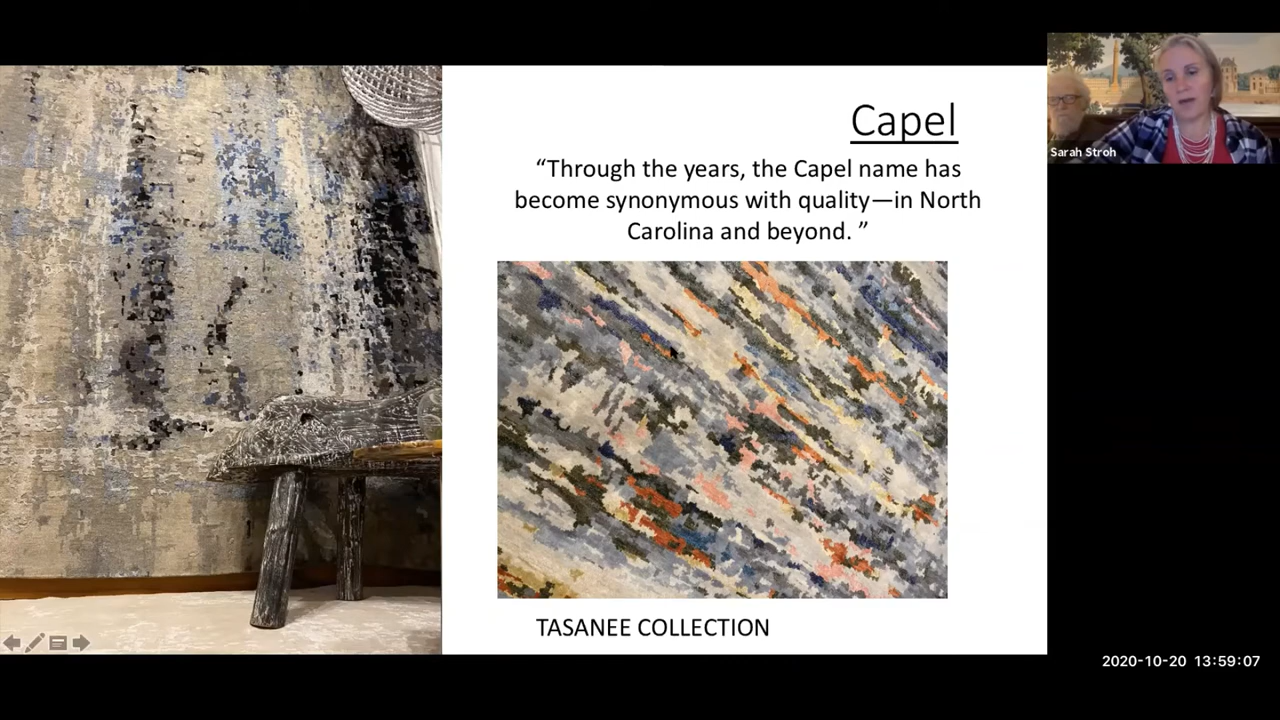 Capel
“Through the years, the Capel name has
become synonymous with quality—in North
Carolina and beyond. ”
TASANEE COLLECTION
Sarah Stroh
2020-10-20 13:59:07